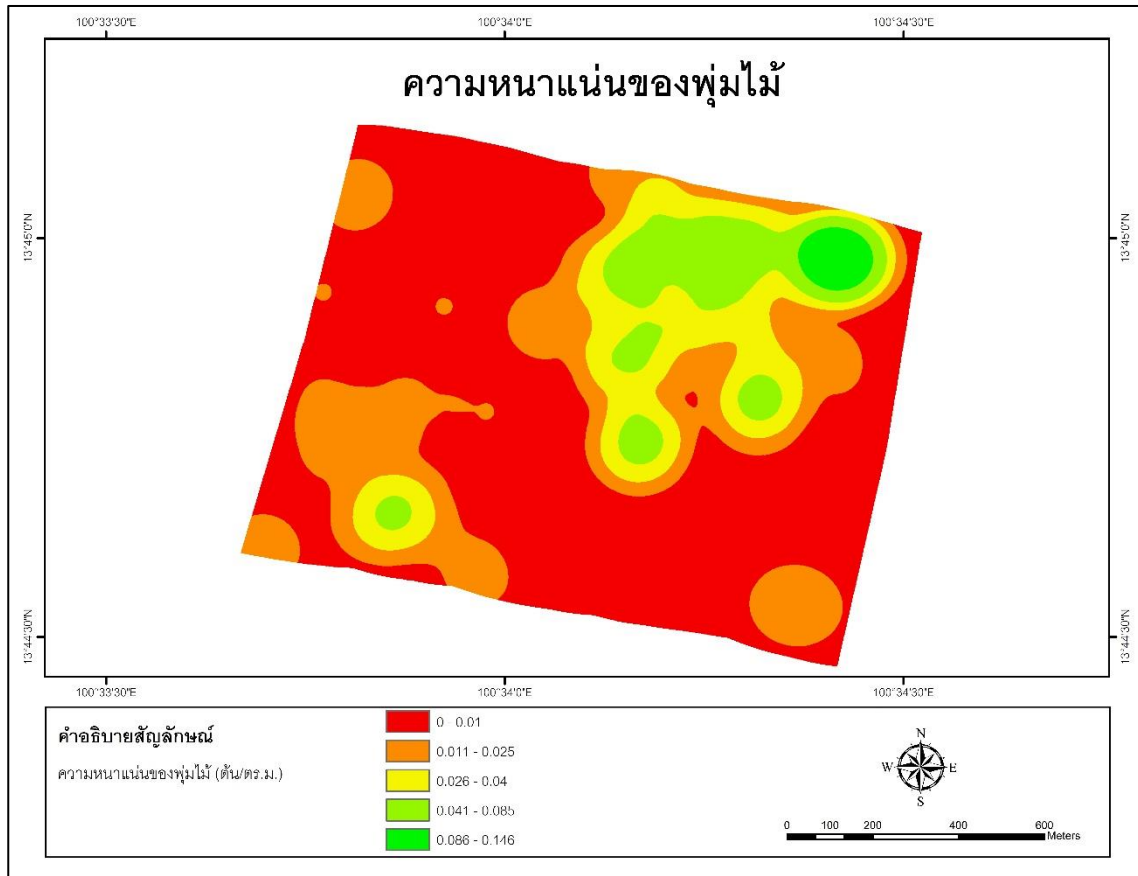 100°33'30"E 100°34'0"E 100°34'30"E
ความหนาแน่นของพุ่มไม้
13°45'0"N 13°45'0"N
13°44'30"N 13°44'30"N
100°33'30"E 100°34'0"E 100°34'30"E
คำอธิบายสัญลักษณ์
ความหนาแน่นของพุ่มไม้ (ต้น/ตร.ม.)
0 - 0.01
0.011 - 0.025
0.026 - 0.04
0.041 - 0.085
0.086 - 0.146
N
W E
S
0 100 200 400 600
Meters